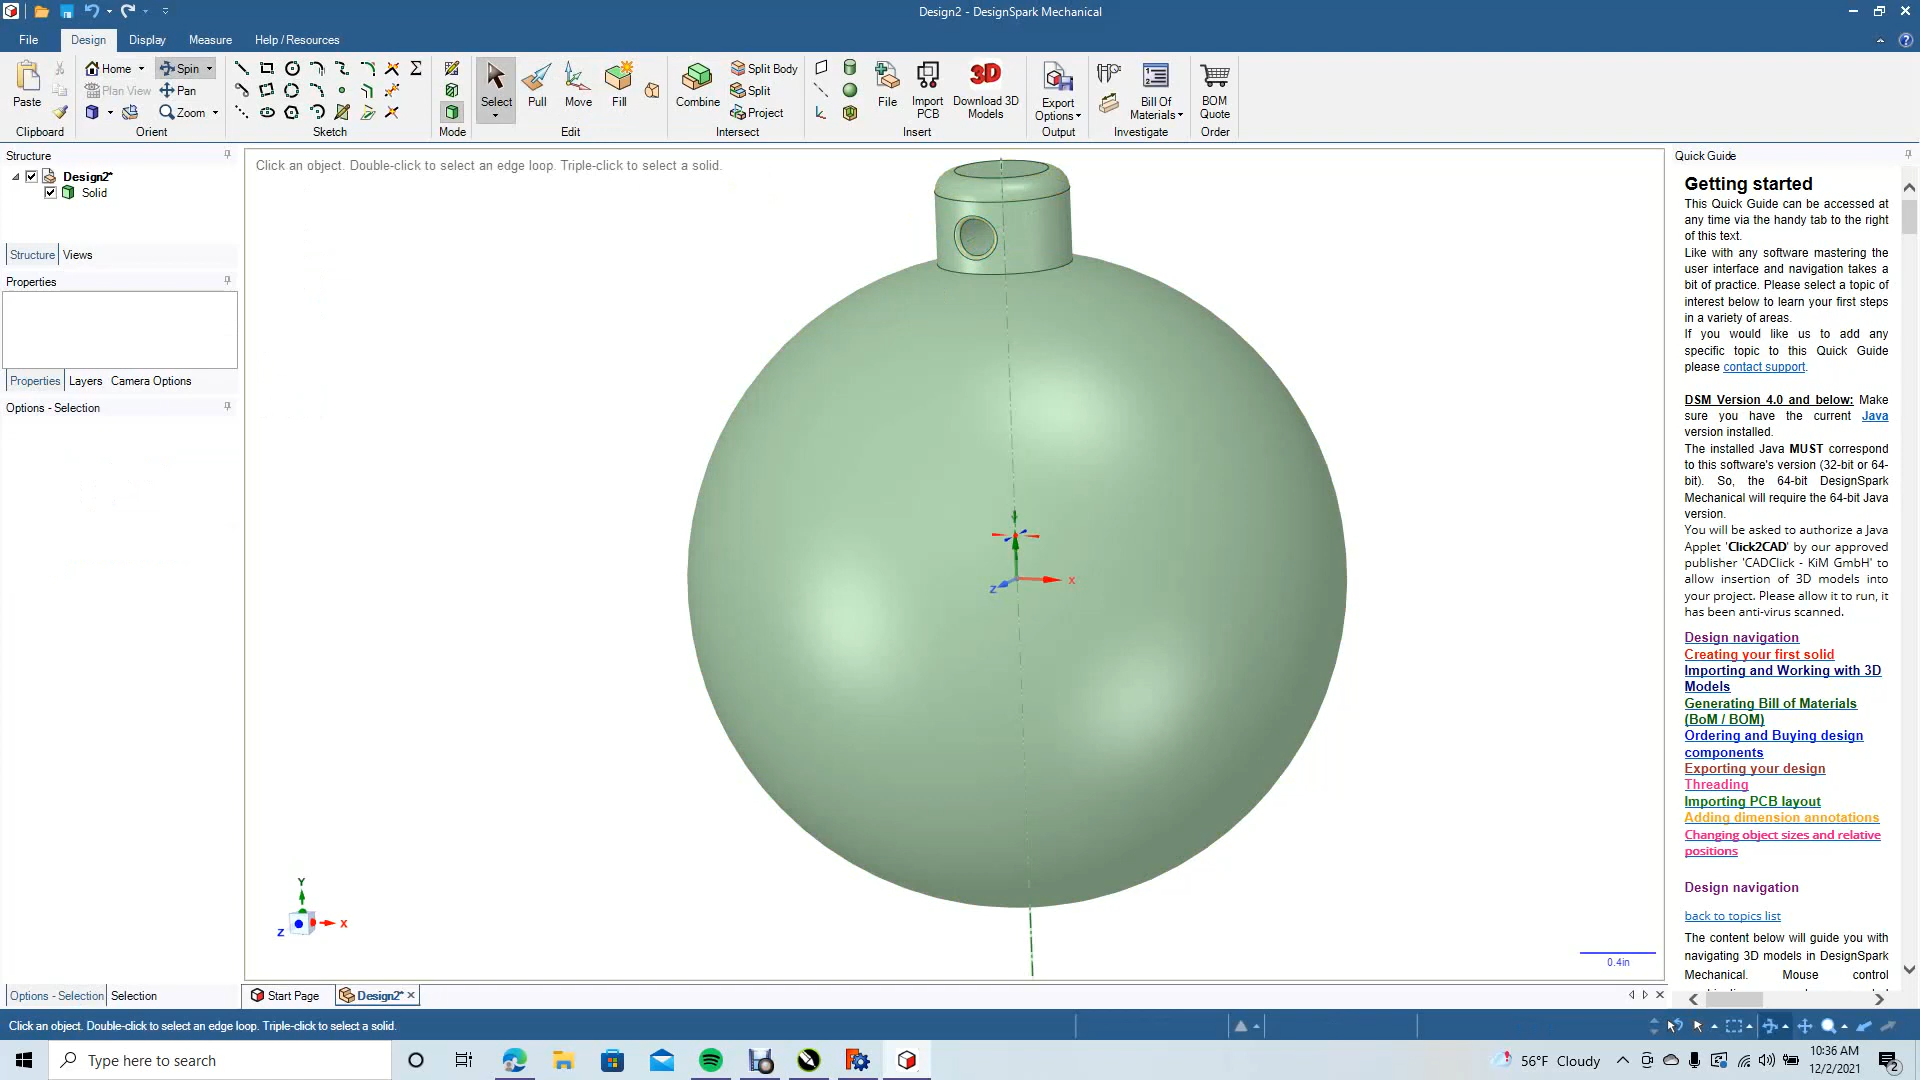 Design2 - DesignSpark Mechanical
File Design Display Measure Help / Resources
Paste
Clipboard
Home Spin
Plan View Pan
Zoom
Orient
Sketch
Mode
Select Pull Move Fill
Edit
Combine
Split Body
Split
Project
Intersect
File
Import PCB
3D
Download 3D Models
Insert
Export Options
Output
Bill Of Materials
Investigate
BOM Quote
Order
Structure
Design2*
Solid
Structure Views
Properties
Properties Layers Camera Options
Options - Selection
Options - Selection Selection
Click an object. Double-click to select an edge loop. Triple-click to select a solid.
Y
X
Z
Y
X
Z
0.4in
Start Page Design2*
Quick Guide
Getting started
This Quick Guide can be accessed at
any time via the handy tab to the right
of this text.
Like with any software mastering the
user interface and navigation takes a
bit of practice. Please select a topic of
interest below to learn your first steps
in a variety of areas.
If you would like us to add any
specific topic to this Quick Guide
please contact support.
DSM Version 4.0 and below: Make
sure you have the current Java
version installed.
The installed Java MUST correspond
to this software's version (32-bit or 64-
bit). So, the 64-bit DesignSpark
Mechanical will require the 64-bit Java
version.
You will be asked to authorize a Java
Applet 'Click2CAD' by our approved
publisher 'CADClick - KiM GmbH' to
allow insertion of 3D models into
your project. Please allow it to run, it
has been anti-virus scanned.
Design navigation
Creating your first solid
Importing and Working with 3D
Models
Generating Bill of Materials
(BoM / BOM)
Ordering and Buying design
components
Exporting your design
Threading
Importing PCB layout
Adding dimension annotations
Changing object sizes and relative
positions
Design navigation
back to topics list
The content below will guide you with
navigating 3D models in DesignSpark
Mechanical. Mouse control
Click an object. Double-click to select an edge loop. Triple-click to select a solid.
Type here to search
56°F Cloudy
10:36 AM
12/2/2021
2